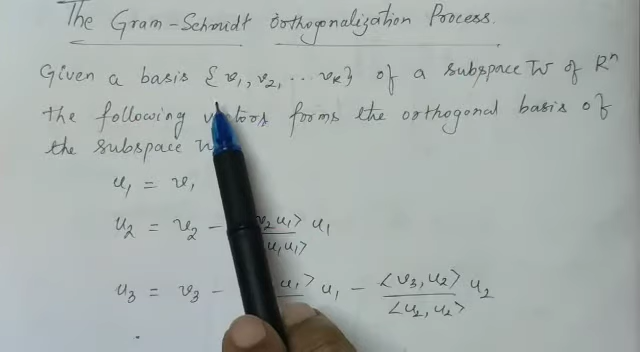 The Gram-Schmidt Orthogonalization Process.
Given a basis {v₁, v₂, ... vₖ} of a subspace W of Rⁿ
the following vectors forms the orthogonal basis of
the subspace W
u₁ = v₁
u₂ = v₂ - v₂ u₁> / u₁ u₁> u₁
u₃ = v₃ - u₁> u₁ - <v₃, u₂> / <u₂, u₂> u₂